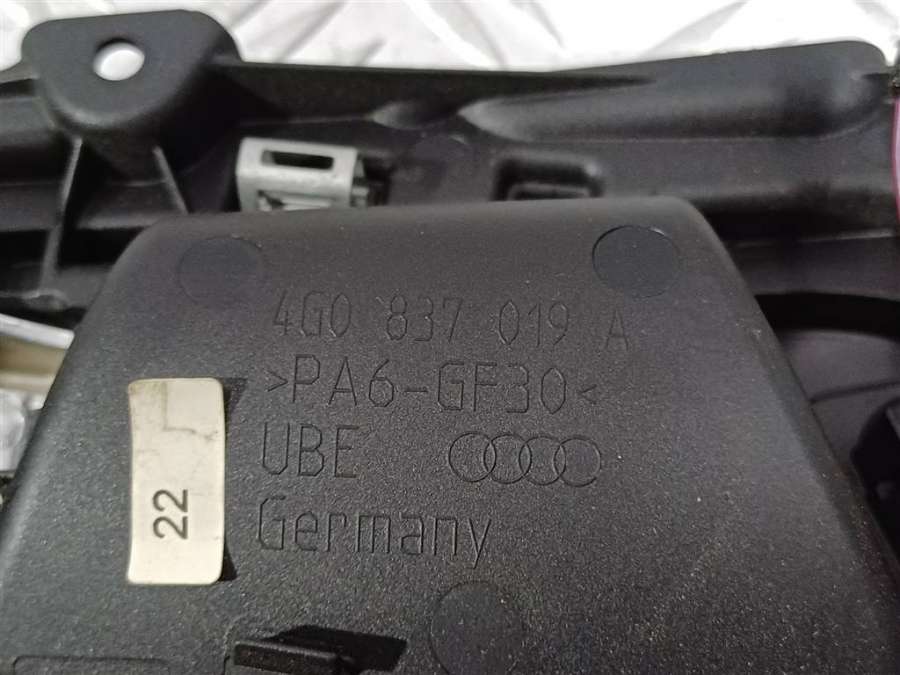 4G0 837 019 A
>PA6-GF30<
UBE
Germany
22